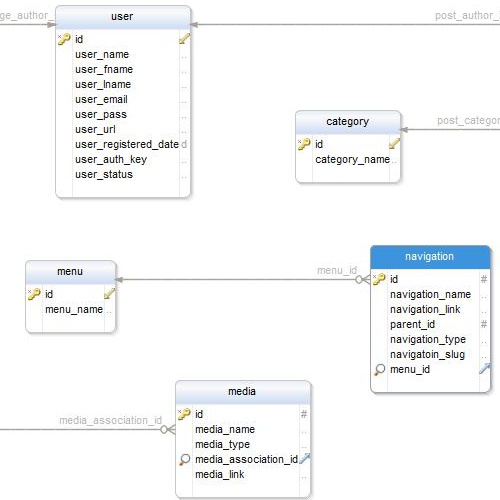 ge_author_
user
post_author_
id
user_name
user_fname
user_lname
user_email
user_pass
user_url
user_registered_date d
user_auth_key
user_status
category
post_categor
id
category_name
menu
id
menu_name
menu_id
navigation
id #
navigation_name
navigation_link
parent_id #
navigation_type
navigatoin_slug
menu_id
media_association_id
media
id #
media_name
media_type
media_association_id
media_link